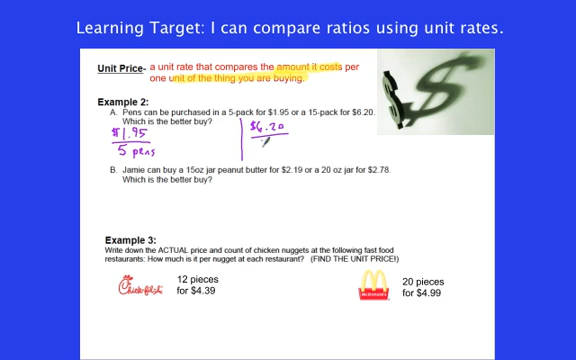 Learning Target: I can compare ratios using unit rates.
Unit Price- a unit rate that compares the amount it costs per
one unit of the thing you are buying.
Example 2:
A. Pens can be purchased in a 5-pack for $1.95 or a 15-pack for $6.20.
Which is the better buy?
$1.95
5 pens
$6.20
B. Jamie can buy a 15oz jar peanut butter for $2.19 or a 20 oz jar for $2.78.
Which is the better buy?
Example 3:
Write down the ACTUAL price and count of chicken nuggets at the following fast food
restaurants: How much is it per nugget at each restaurant? (FIND THE UNIT PRICE!)
Chick-fil-A
12 pieces
for $4.39
McDonald's
20 pieces
for $4.99